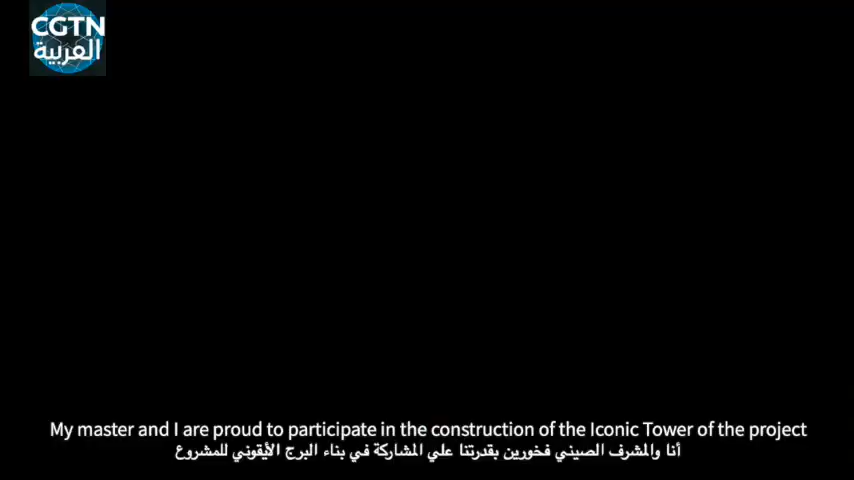 CGTN
العربية
My master and I are proud to participate in the construction of the Iconic Tower of the project
أنا والمشرف الصيني فخورين بقدرتنا علي المشاركة في بناء البرج الأيقوني للمشروع